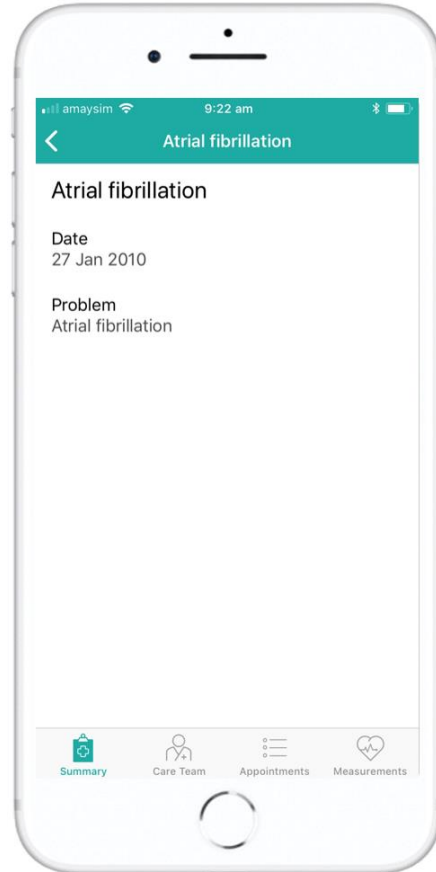 amaysim 9:22 am
Atrial fibrillation
Atrial fibrillation
Date
27 Jan 2010
Problem
Atrial fibrillation
Summary Care Team Appointments Measurements